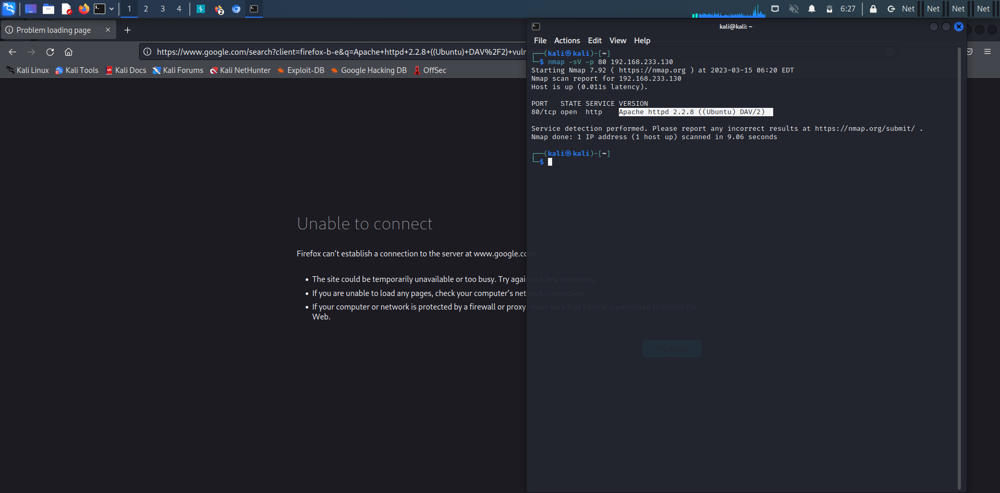 1 2 3 4 2 6:27 Net Net Net Net
Problem loading page
kali@kali: ~
File Actions Edit View Help
https://www.google.com/search?client=firefox-b-e&q=Apache+httpd+2.2.8+((Ubuntu)+DAV%2F2)+vuln
Kali Linux Kali Tools Kali Docs Kali Forums Kali NetHunter Exploit-DB Google Hacking DB OffSec
┌──(kali㉿kali)-[~]
└─$ nmap -sV -p 80 192.168.233.130
Starting Nmap 7.92 ( https://nmap.org ) at 2023-03-15 06:20 EDT
Nmap scan report for 192.168.233.130
Host is up (0.011s latency).
PORT   STATE SERVICE VERSION
80/tcp open  http    Apache httpd 2.2.8 ((Ubuntu) DAV/2)
Service detection performed. Please report any incorrect results at https://nmap.org/submit/ .
Nmap done: 1 IP address (1 host up) scanned in 9.06 seconds
┌──(kali㉿kali)-[~]
└─$
Unable to connect
Firefox can’t establish a connection to the server at www.google.com.
• The site could be temporarily unavailable or too busy. Try again in a few moments.
• If you are unable to load any pages, check your computer’s network connection.
• If your computer or network is protected by a firewall or proxy, make sure that Firefox is permitted to access the
Web.
Try Again